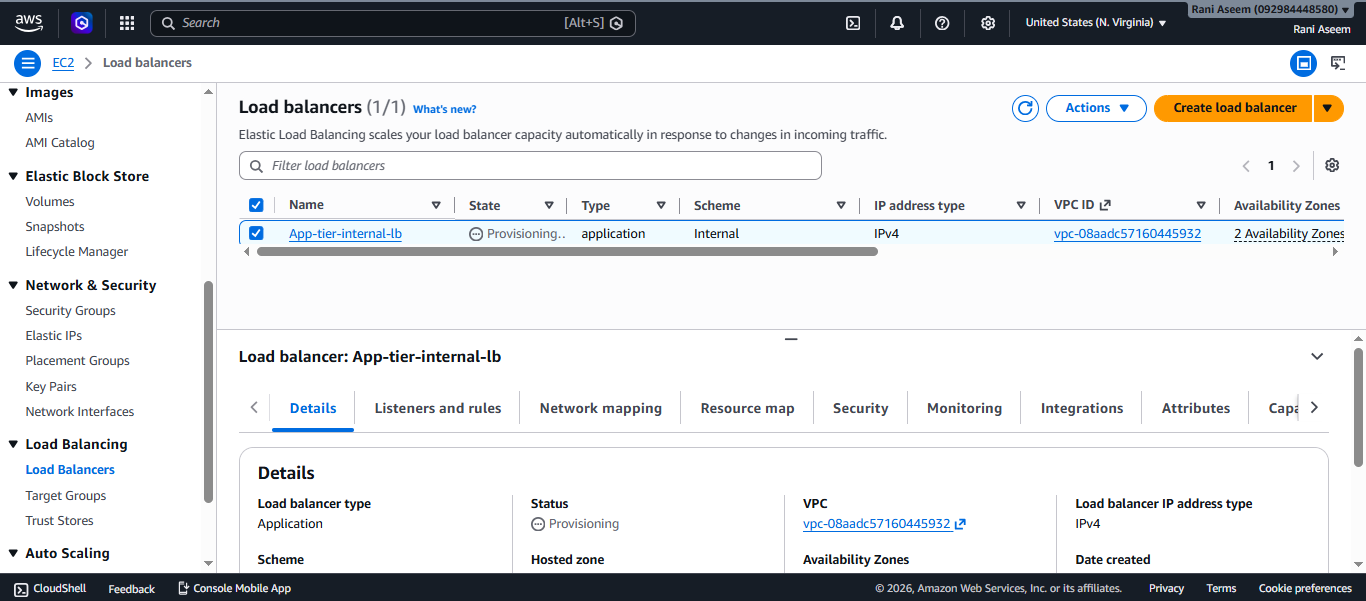 aws
Search [Alt+S]
United States (N. Virginia)
Rani Aseem (092984448580)
Rani Aseem
EC2 Load balancers
Images
AMIs
AMI Catalog
Elastic Block Store
Volumes
Snapshots
Lifecycle Manager
Network & Security
Security Groups
Elastic IPs
Placement Groups
Key Pairs
Network Interfaces
Load Balancing
Load Balancers
Target Groups
Trust Stores
Auto Scaling
Load balancers (1/1) What's new?
Actions
Create load balancer
Elastic Load Balancing scales your load balancer capacity automatically in response to changes in incoming traffic.
Filter load balancers
1
Name State Type Scheme IP address type VPC ID Availability Zones
App-tier-internal-lb Provisioning.. application Internal IPv4 vpc-08aadc57160445932 2 Availability Zones
Load balancer: App-tier-internal-lb
Details Listeners and rules Network mapping Resource map Security Monitoring Integrations Attributes Capa
Details
Load balancer type
Application
Status
Provisioning
VPC
vpc-08aadc57160445932
Load balancer IP address type
IPv4
Scheme
Hosted zone
Availability Zones
Date created
CloudShell Feedback Console Mobile App © 2026, Amazon Web Services, Inc. or its affiliates. Privacy Terms Cookie preferences